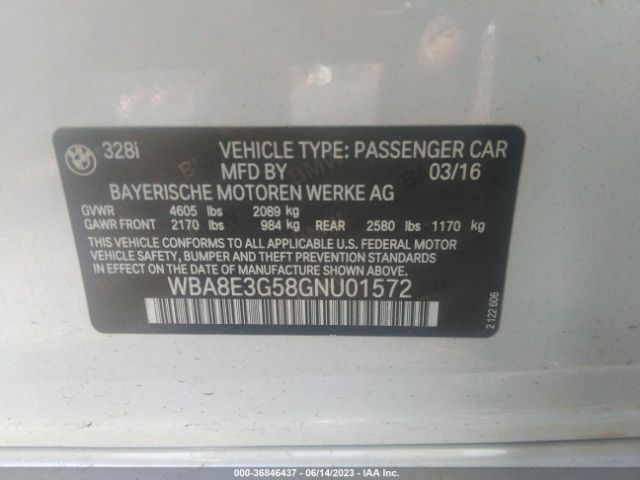 BMW 328i VEHICLE TYPE: PASSENGER CAR
MFD BY 03/16
BAYERISCHE MOTOREN WERKE AG
GVWR 4605 lbs 2089 kg
GAWR FRONT 2170 lbs 984 kg REAR 2580 lbs 1170 kg
THIS VEHICLE CONFORMS TO ALL APPLICABLE U.S. FEDERAL MOTOR
VEHICLE SAFETY, BUMPER AND THEFT PREVENTION STANDARDS
IN EFFECT ON THE DATE OF MANUFACTURE SHOWN ABOVE.
WBA8E3G58GNU01572
2 122 606
000-36846437 - 06/14/2023 - IAA Inc.